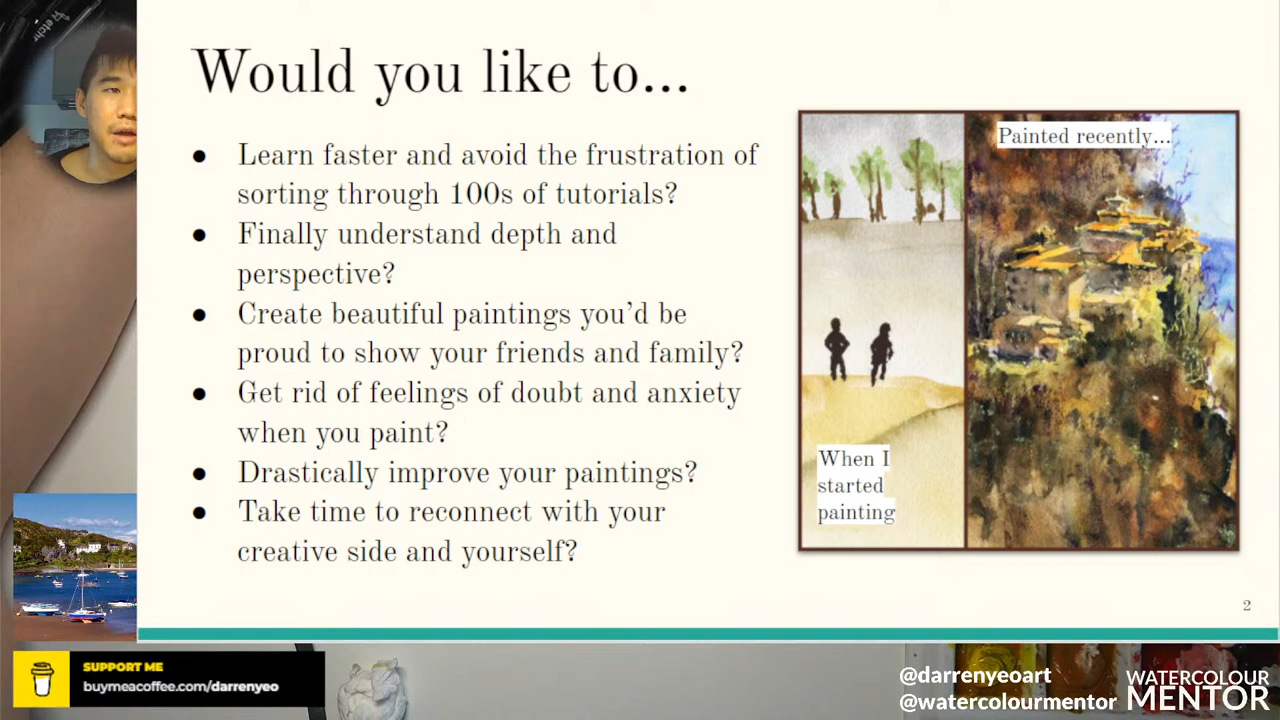 etchr
Would you like to...
● Learn faster and avoid the frustration of
sorting through 100s of tutorials?
● Finally understand depth and
perspective?
● Create beautiful paintings you’d be
proud to show your friends and family?
● Get rid of feelings of doubt and anxiety
when you paint?
● Drastically improve your paintings?
● Take time to reconnect with your
creative side and yourself?
Painted recently...
When I
started
painting
2
SUPPORT ME
buymeacoffee.com/darrenyeo
@darrenyeoart
@watercolourmentor
WATERCOLOUR
MENTOR